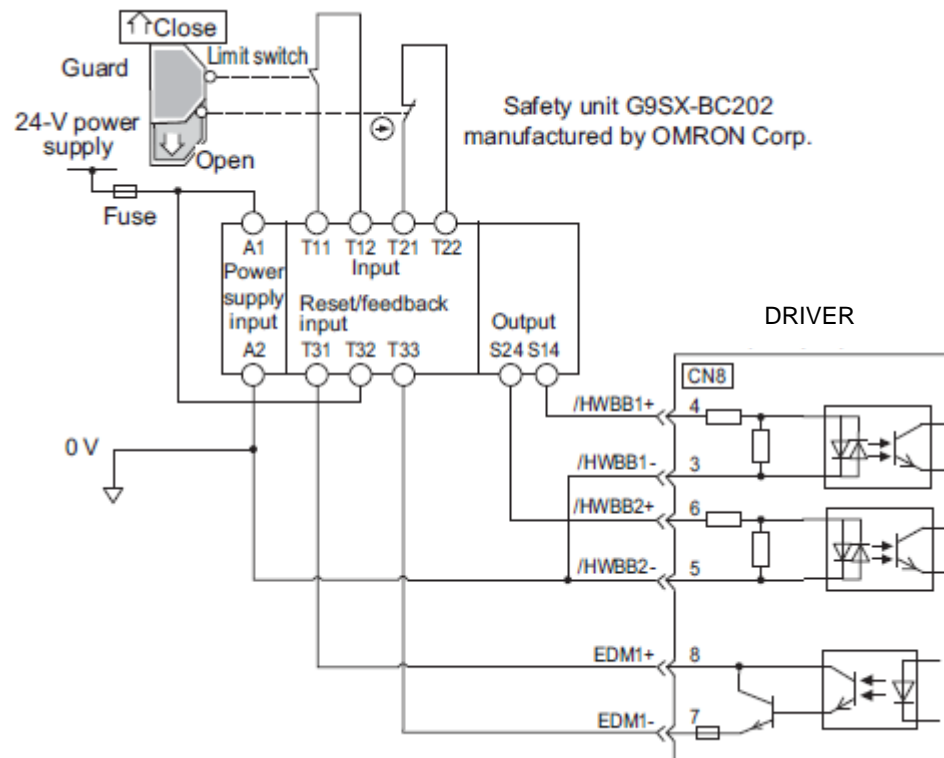 Close
Guard
Limit switch
24-V power
supply
Open
Fuse
Safety unit G9SX-BC202
manufactured by OMRON Corp.
A1
T11
T12
T21
T22
Power
supply
input
Input
Reset/feedback
input
Output
A2
T31
T32
T33
S24
S14
DRIVER
CN8
0 V
/HWBB1+
4
/HWBB1-
3
/HWBB2+
6
/HWBB2-
5
EDM1+
8
EDM1-
7